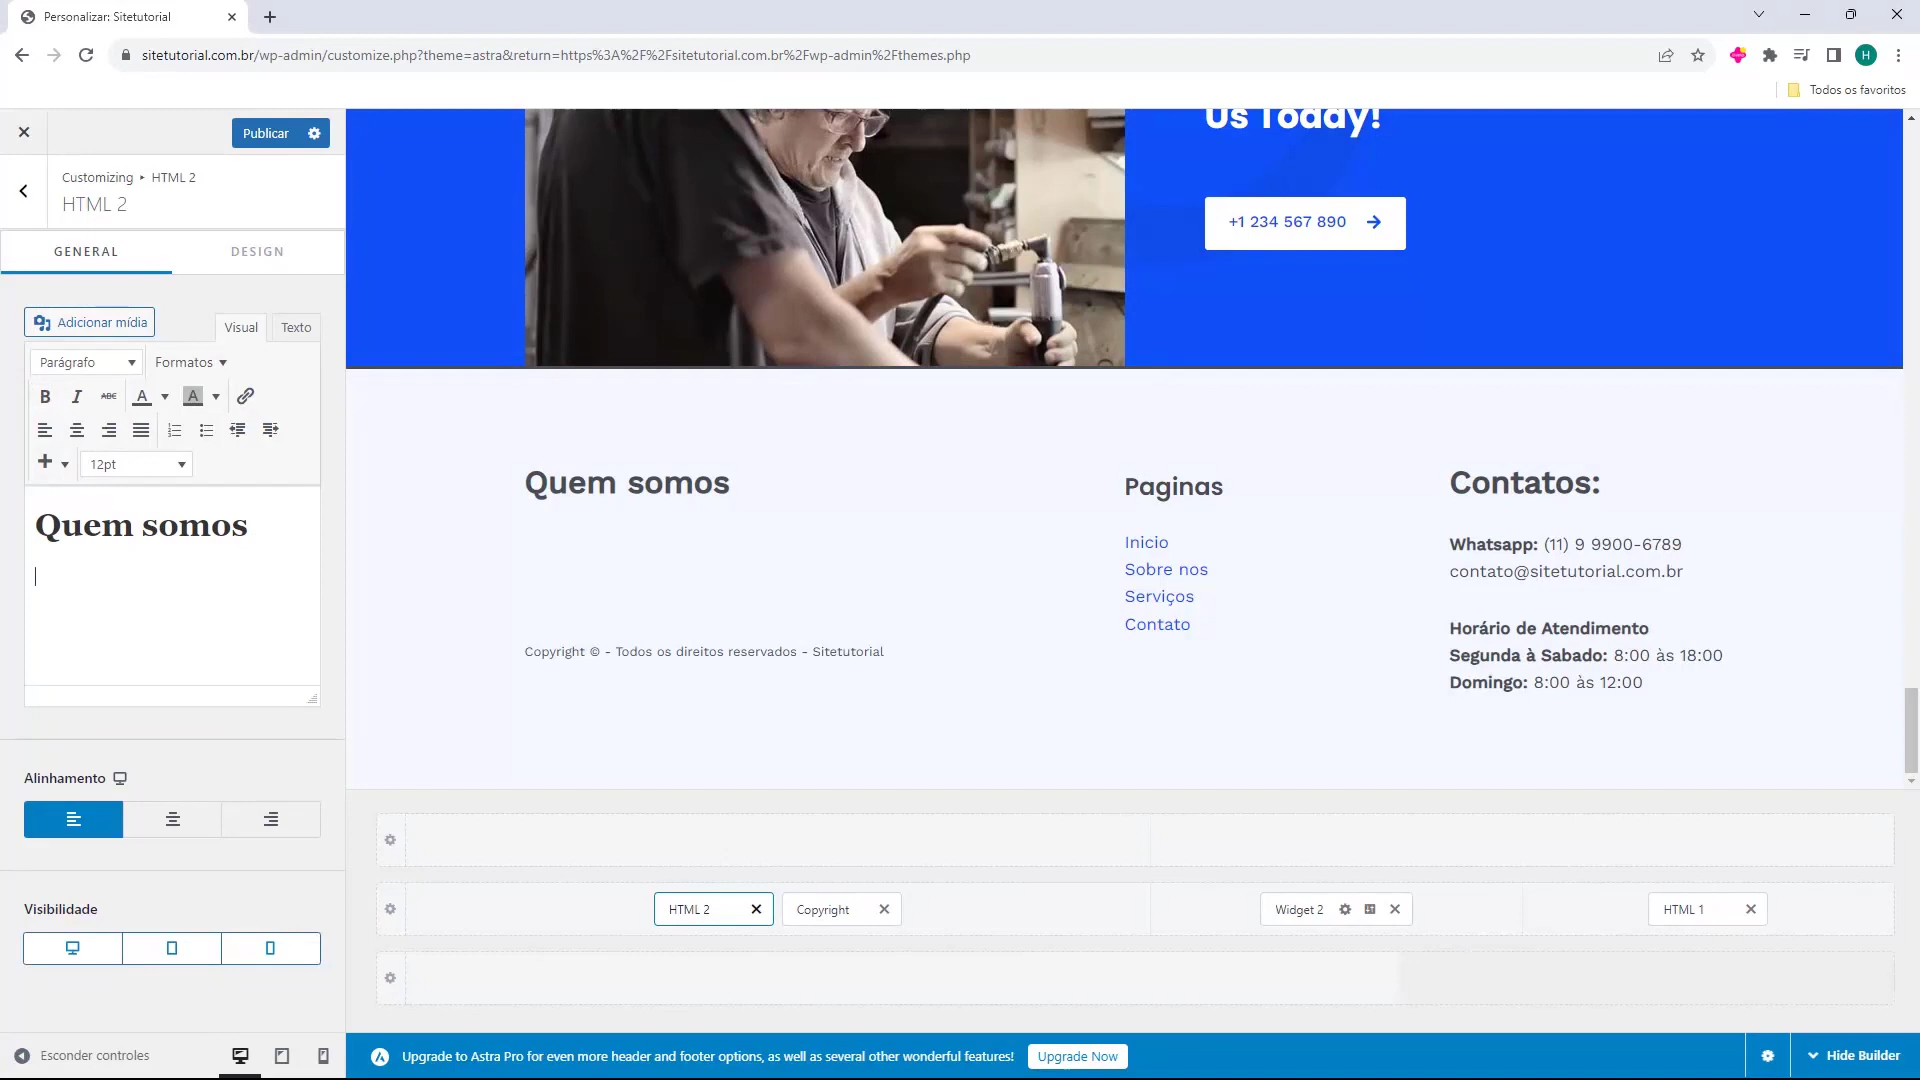 Personalizar: Sitetutorial
sitetutorial.com.br/wp-admin/customize.php?theme=astra&return=https%3A%2F%2Fsitetutorial.com.br%2Fwp-admin%2Fthemes.php
H
Todos os favoritos
Publicar
Customizing ▸ HTML 2
HTML 2
GENERAL
DESIGN
Adicionar mídia
Visual
Texto
Parágrafo
Formatos
B I ABC A A
12pt
Quem somos
Alinhamento
Visibilidade
Esconder controles
Us Today!
+1 234 567 890
Quem somos
Copyright © - Todos os direitos reservados - Sitetutorial
Paginas
Inicio
Sobre nos
Serviços
Contato
Contatos:
Whatsapp: (11) 9 9900-6789
contato@sitetutorial.com.br
Horário de Atendimento
Segunda à Sabado: 8:00 às 18:00
Domingo: 8:00 às 12:00
HTML 2
Copyright
Widget 2
HTML 1
Upgrade to Astra Pro for even more header and footer options, as well as several other wonderful features!
Upgrade Now
Hide Builder